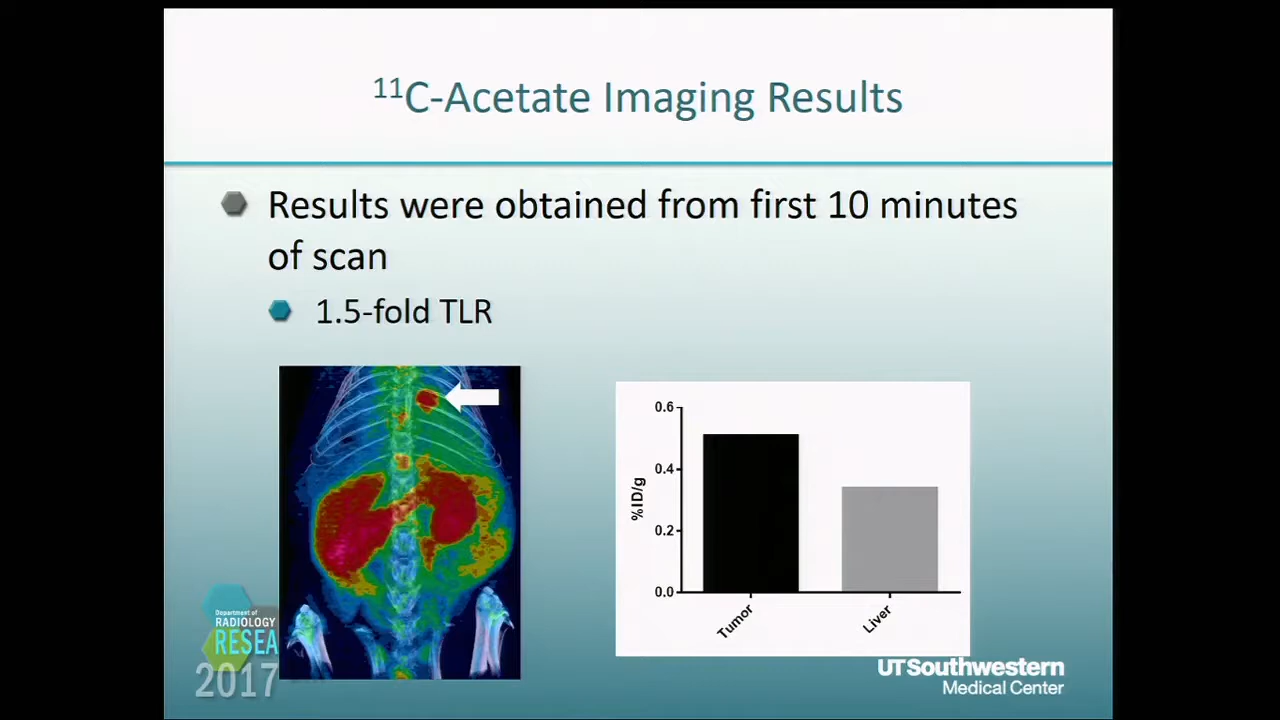 ¹¹C-Acetate Imaging Results
Results were obtained from first 10 minutes
of scan
1.5-fold TLR
0.6
0.4
0.2
0.0
%ID/g
Tumor
Liver
Department of
RADIOLOGY
RESEA
2017
UTSouthwestern
Medical Center